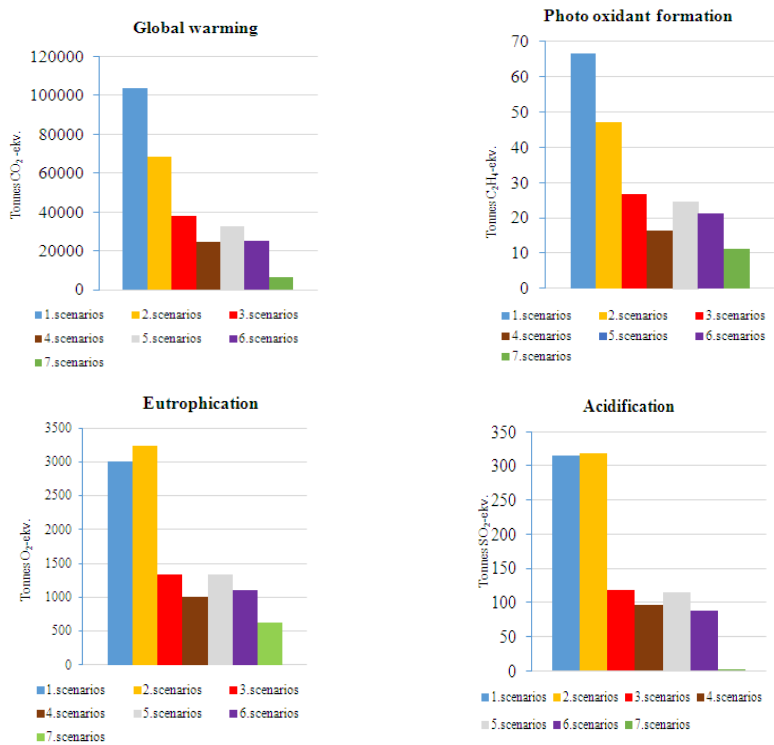 Global warming
Tonnes CO₂ -ekv.
120000
100000
80000
60000
40000
20000
0
1.scenarios 2.scenarios 3.scenarios
4.scenarios 5.scenarios 6.scenarios
7.scenarios
Photo oxidant formation
Tonnes C₂H₄-ekv.
70
60
50
40
30
20
10
0
1.scenarios 2.scenarios 3.scenarios
4.scenarios 5.scenarios 6.scenarios
7.scenarios
Eutrophication
Tonnes O₂-ekv.
3500
3000
2500
2000
1500
1000
500
0
1.scenarios 2.scenarios 3.scenarios
4.scenarios 5.scenarios 6.scenarios
7.scenarios
Acidification
Tonnes SO₂-ekv.
350
300
250
200
150
100
50
0
1.scenarios 2.scenarios 3.scenarios 4.scenarios
5.scenarios 6.scenarios 7.scenarios